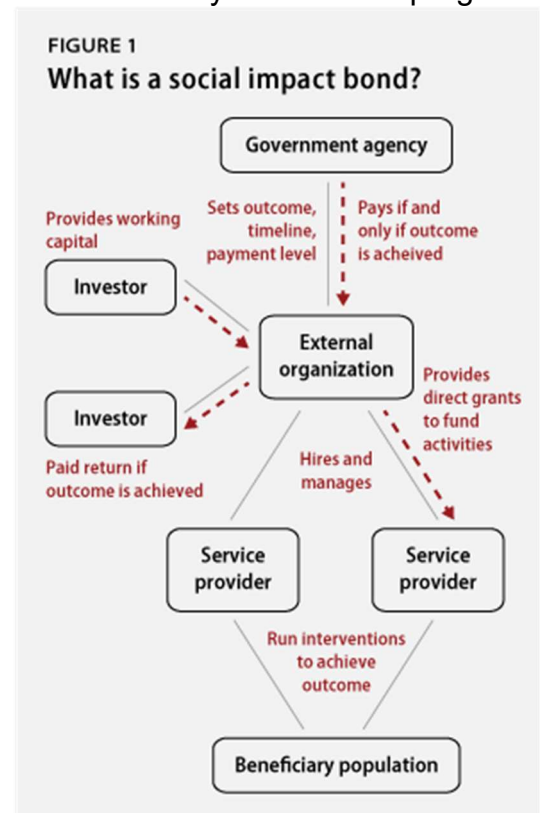 FIGURE 1
What is a social impact bond?
Government agency
Sets outcome,
timeline,
payment level
Pays if and
only if outcome
is acheived
Provides working
capital
Investor
External
organization
Investor
Paid return if
outcome is achieved
Provides
direct grants
to fund
activities
Hires and
manages
Service
provider
Service
provider
Run interventions
to achieve
outcome
Beneficiary population